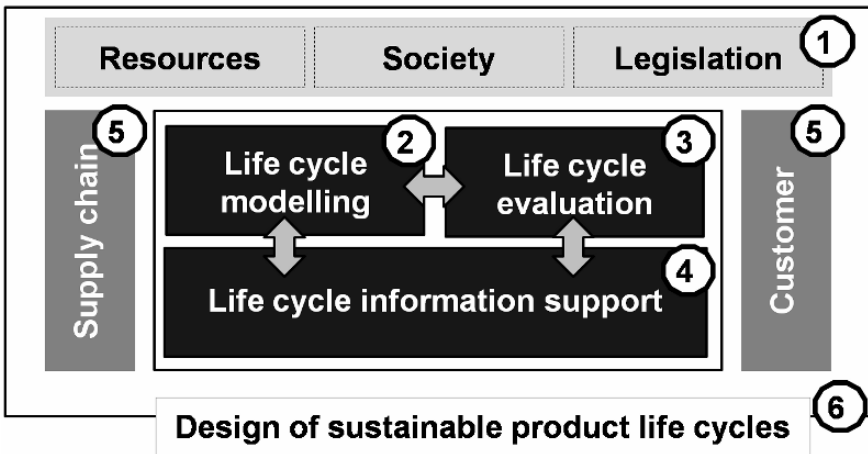 Resources Society Legislation 1
Supply chain 5
Life cycle
modelling 2
Life cycle
evaluation 3
Life cycle information support 4
Customer 5
Design of sustainable product life cycles 6